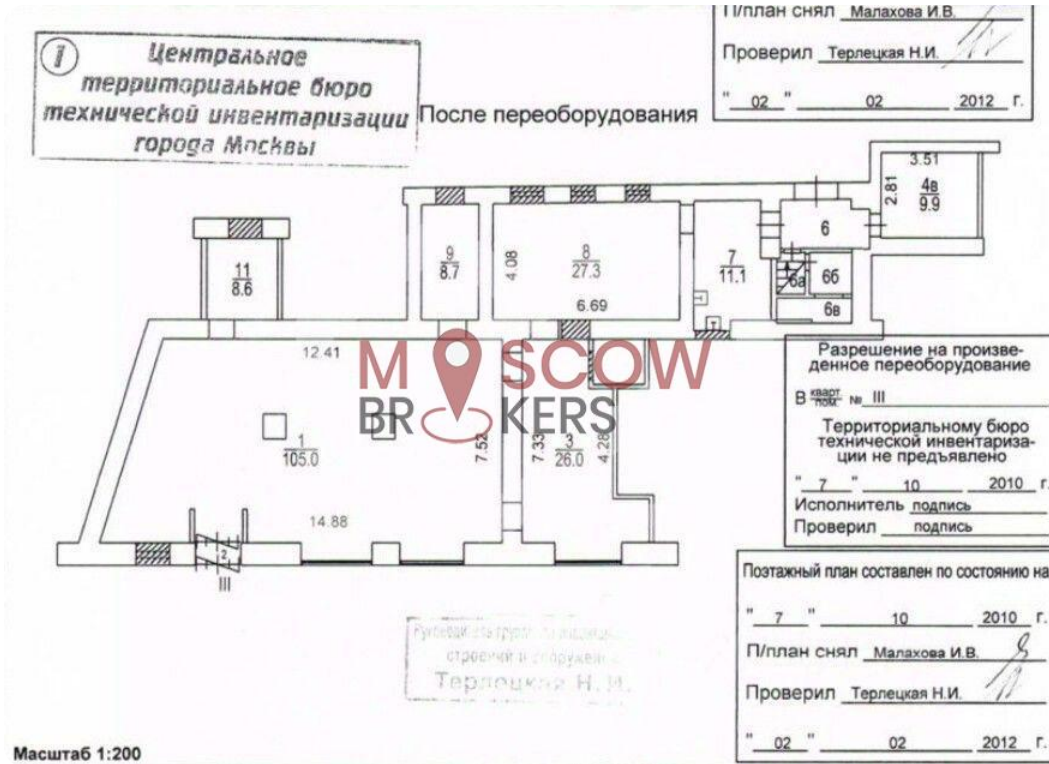 П/план снял Малахова И.В.
Проверил Терлецкая Н.И.
" 02 " 02 2012 г.
1
Центральное
территориальное бюро
технической инвентаризации
города Москвы
После переоборудования
3.51
2.81
4в
9.9
6
11
8.6
9
8.7
4.08
8
27.3
6.69
7
11.1
6а
6б
6в
12.41
MOSCOW
BROKERS
1
105.0
7.52
7.33
3
26.0
4.28
14.88
2
III
Разрешение на произве-
денное переоборудование
В кварт. пом. № III
Территориальному бюро
технической инвентариза-
ции не предъявлено
" 7 " 10 2010 г.
Исполнитель подпись
Проверил подпись
Поэтажный план составлен по состоянию на
" 7 " 10 2010 г.
П/план снял Малахова И.В.
Проверил Терлецкая Н.И.
" 02 " 02 2012 г.
строений и сооружений
Терлецкая Н.И.
Масштаб 1:200